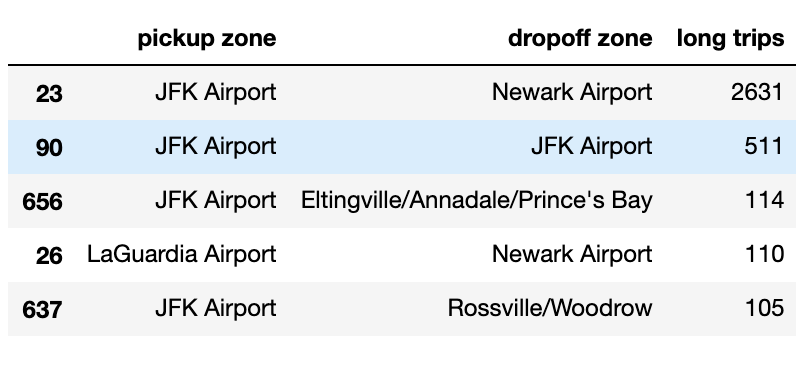 pickup zone dropoff zone long trips
23 JFK Airport Newark Airport 2631
90 JFK Airport JFK Airport 511
656 JFK Airport Eltingville/Annadale/Prince's Bay 114
26 LaGuardia Airport Newark Airport 110
637 JFK Airport Rossville/Woodrow 105